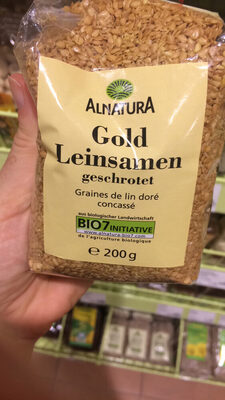 ALNATURA
Gold
Leinsamen
geschrotet
Graines de lin doré
concassé
aus biologischer Landwirtschaft
BIO7INITIATIVE
www.alnatura-bio7.com
de l'agriculture biologique
e 200g